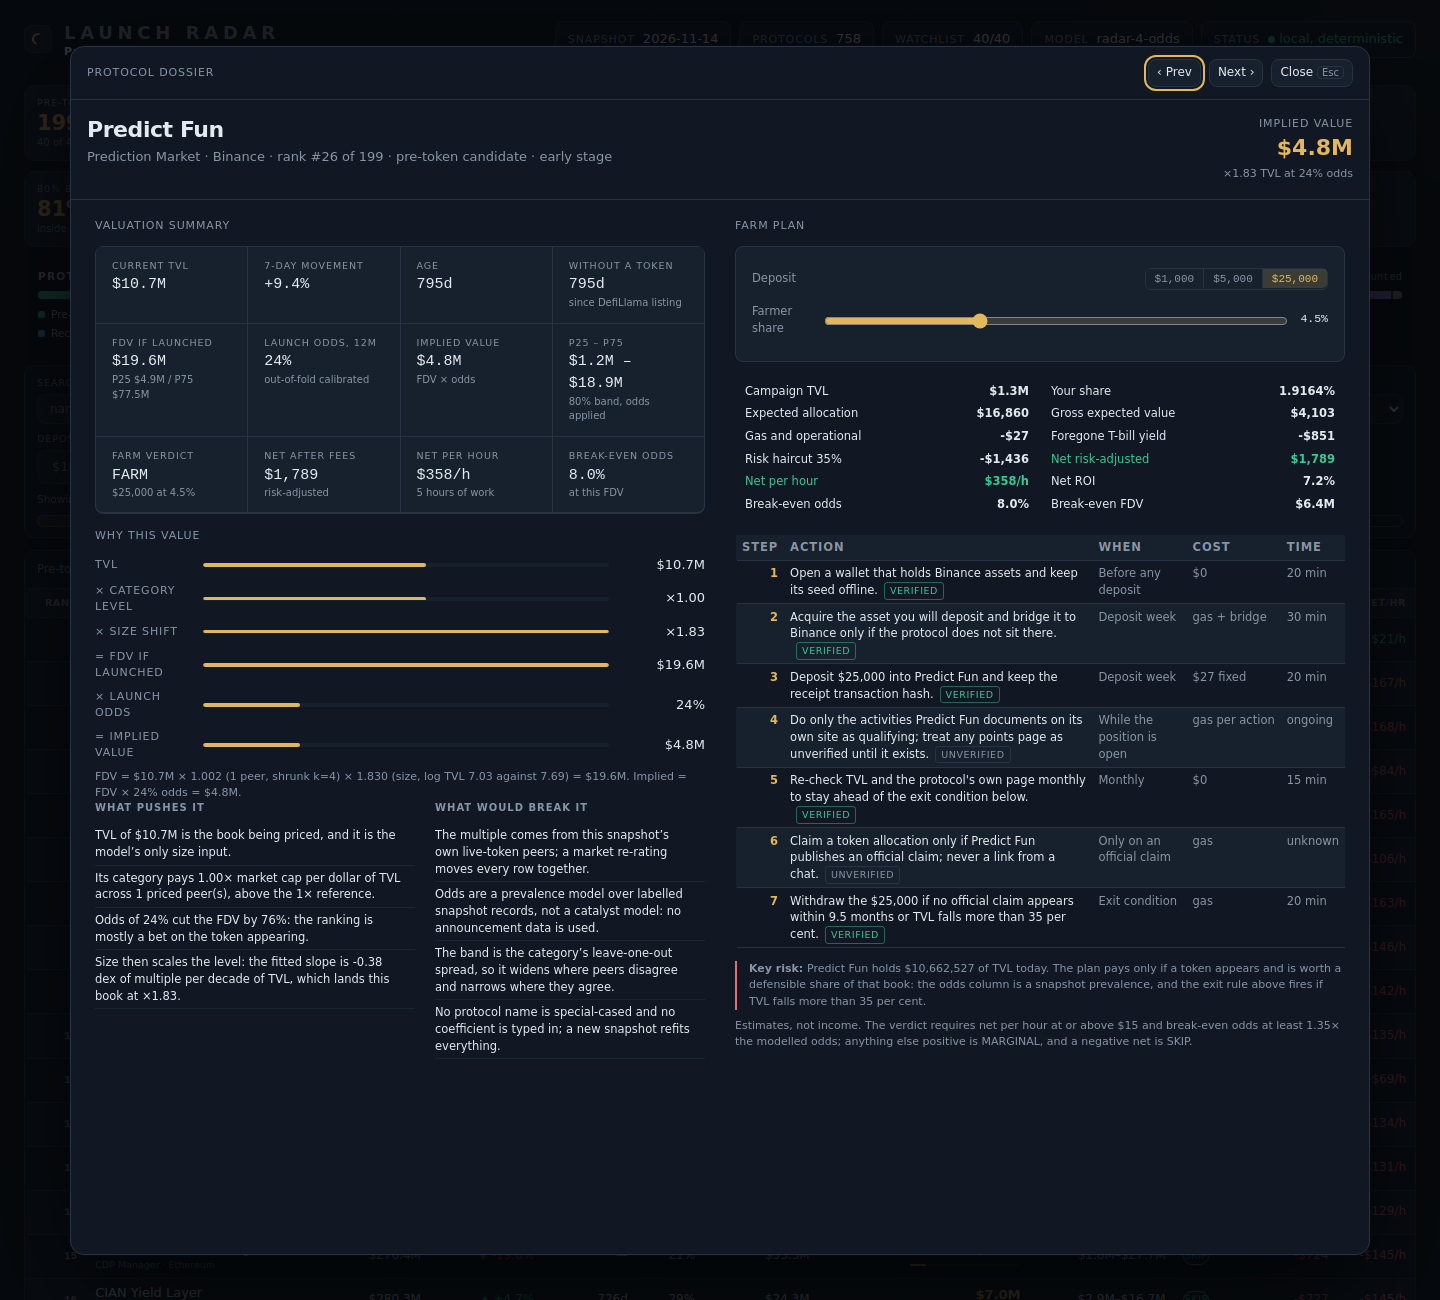 LAUNCH RADAR
SNAPSHOT 2026-11-14
PROTOCOLS 758
WATCHLIST 40/40
MODEL radar-4-odds
STATUS local, deterministic
PROTOCOL DOSSIER
‹ Prev
Next ›
Close Esc
Predict Fun
Prediction Market · Binance · rank #26 of 199 · pre-token candidate · early stage
IMPLIED VALUE
$4.8M
×1.83 TVL at 24% odds
VALUATION SUMMARY
CURRENT TVL
$10.7M
7-DAY MOVEMENT
+9.4%
AGE
795d
WITHOUT A TOKEN
795d
since DefiLlama listing
FDV IF LAUNCHED
$19.6M
P25 $4.9M / P75
$77.5M
LAUNCH ODDS, 12M
24%
out-of-fold calibrated
IMPLIED VALUE
$4.8M
FDV × odds
P25 – P75
$1.2M –
$18.9M
80% band, odds
applied
FARM VERDICT
FARM
$25,000 at 4.5%
NET AFTER FEES
$1,789
risk-adjusted
NET PER HOUR
$358/h
5 hours of work
BREAK-EVEN ODDS
8.0%
at this FDV
WHY THIS VALUE
TVL $10.7M
× CATEGORY
LEVEL ×1.00
× SIZE SHIFT ×1.83
= FDV IF
LAUNCHED $19.6M
× LAUNCH
ODDS 24%
= IMPLIED
VALUE $4.8M
FDV = $10.7M × 1.002 (1 peer, shrunk k=4) × 1.830 (size, log TVL 7.03 against 7.69) = $19.6M. Implied =
FDV × 24% odds = $4.8M.
WHAT PUSHES IT
TVL of $10.7M is the book being priced, and it is the
model’s only size input.
Its category pays 1.00× market cap per dollar of TVL
across 1 priced peer(s), above the 1× reference.
Odds of 24% cut the FDV by 76%: the ranking is
mostly a bet on the token appearing.
Size then scales the level: the fitted slope is -0.38
dex of multiple per decade of TVL, which lands this
book at ×1.83.
WHAT WOULD BREAK IT
The multiple comes from this snapshot’s
own live-token peers; a market re-rating
moves every row together.
Odds are a prevalence model over labelled
snapshot records, not a catalyst model: no
announcement data is used.
The band is the category’s leave-one-out
spread, so it widens where peers disagree
and narrows where they agree.
No protocol name is special-cased and no
coefficient is typed in; a new snapshot refits
everything.
FARM PLAN
Deposit $1,000 $5,000 $25,000
Farmer
share 4.5%
Campaign TVL $1.3M Your share 1.9164%
Expected allocation $16,860 Gross expected value $4,103
Gas and operational -$27 Foregone T-bill yield -$851
Risk haircut 35% -$1,436 Net risk-adjusted $1,789
Net per hour $358/h Net ROI 7.2%
Break-even odds 8.0% Break-even FDV $6.4M
STEP ACTION WHEN COST TIME
1 Open a wallet that holds Binance assets and keep
its seed offline. VERIFIED
Before any
deposit
$0 20 min
2 Acquire the asset you will deposit and bridge it to
Binance only if the protocol does not sit there.
VERIFIED
Deposit week gas + bridge 30 min
3 Deposit $25,000 into Predict Fun and keep the
receipt transaction hash. VERIFIED
Deposit week $27 fixed 20 min
4 Do only the activities Predict Fun documents on its
own site as qualifying; treat any points page as
unverified until it exists. UNVERIFIED
While the
position is
open
gas per action ongoing
5 Re-check TVL and the protocol's own page monthly
to stay ahead of the exit condition below.
VERIFIED
Monthly $0 15 min
6 Claim a token allocation only if Predict Fun
publishes an official claim; never a link from a
chat. UNVERIFIED
Only on an
official claim
gas unknown
7 Withdraw the $25,000 if no official claim appears
within 9.5 months or TVL falls more than 35 per
cent. VERIFIED
Exit condition gas 20 min
Key risk: Predict Fun holds $10,662,527 of TVL today. The plan pays only if a token appears and is worth a
defensible share of that book: the odds column is a snapshot prevalence, and the exit rule above fires if
TVL falls more than 35 per cent.
Estimates, not income. The verdict requires net per hour at or above $15 and break-even odds at least 1.35×
the modelled odds; anything else positive is MARGINAL, and a negative net is SKIP.
CDP Manager · Ethereum
CIAN Yield Layer
$280.3M
726d
29%
$24.3M
$7.0M
$2.9M–$16.7M
-$145/h